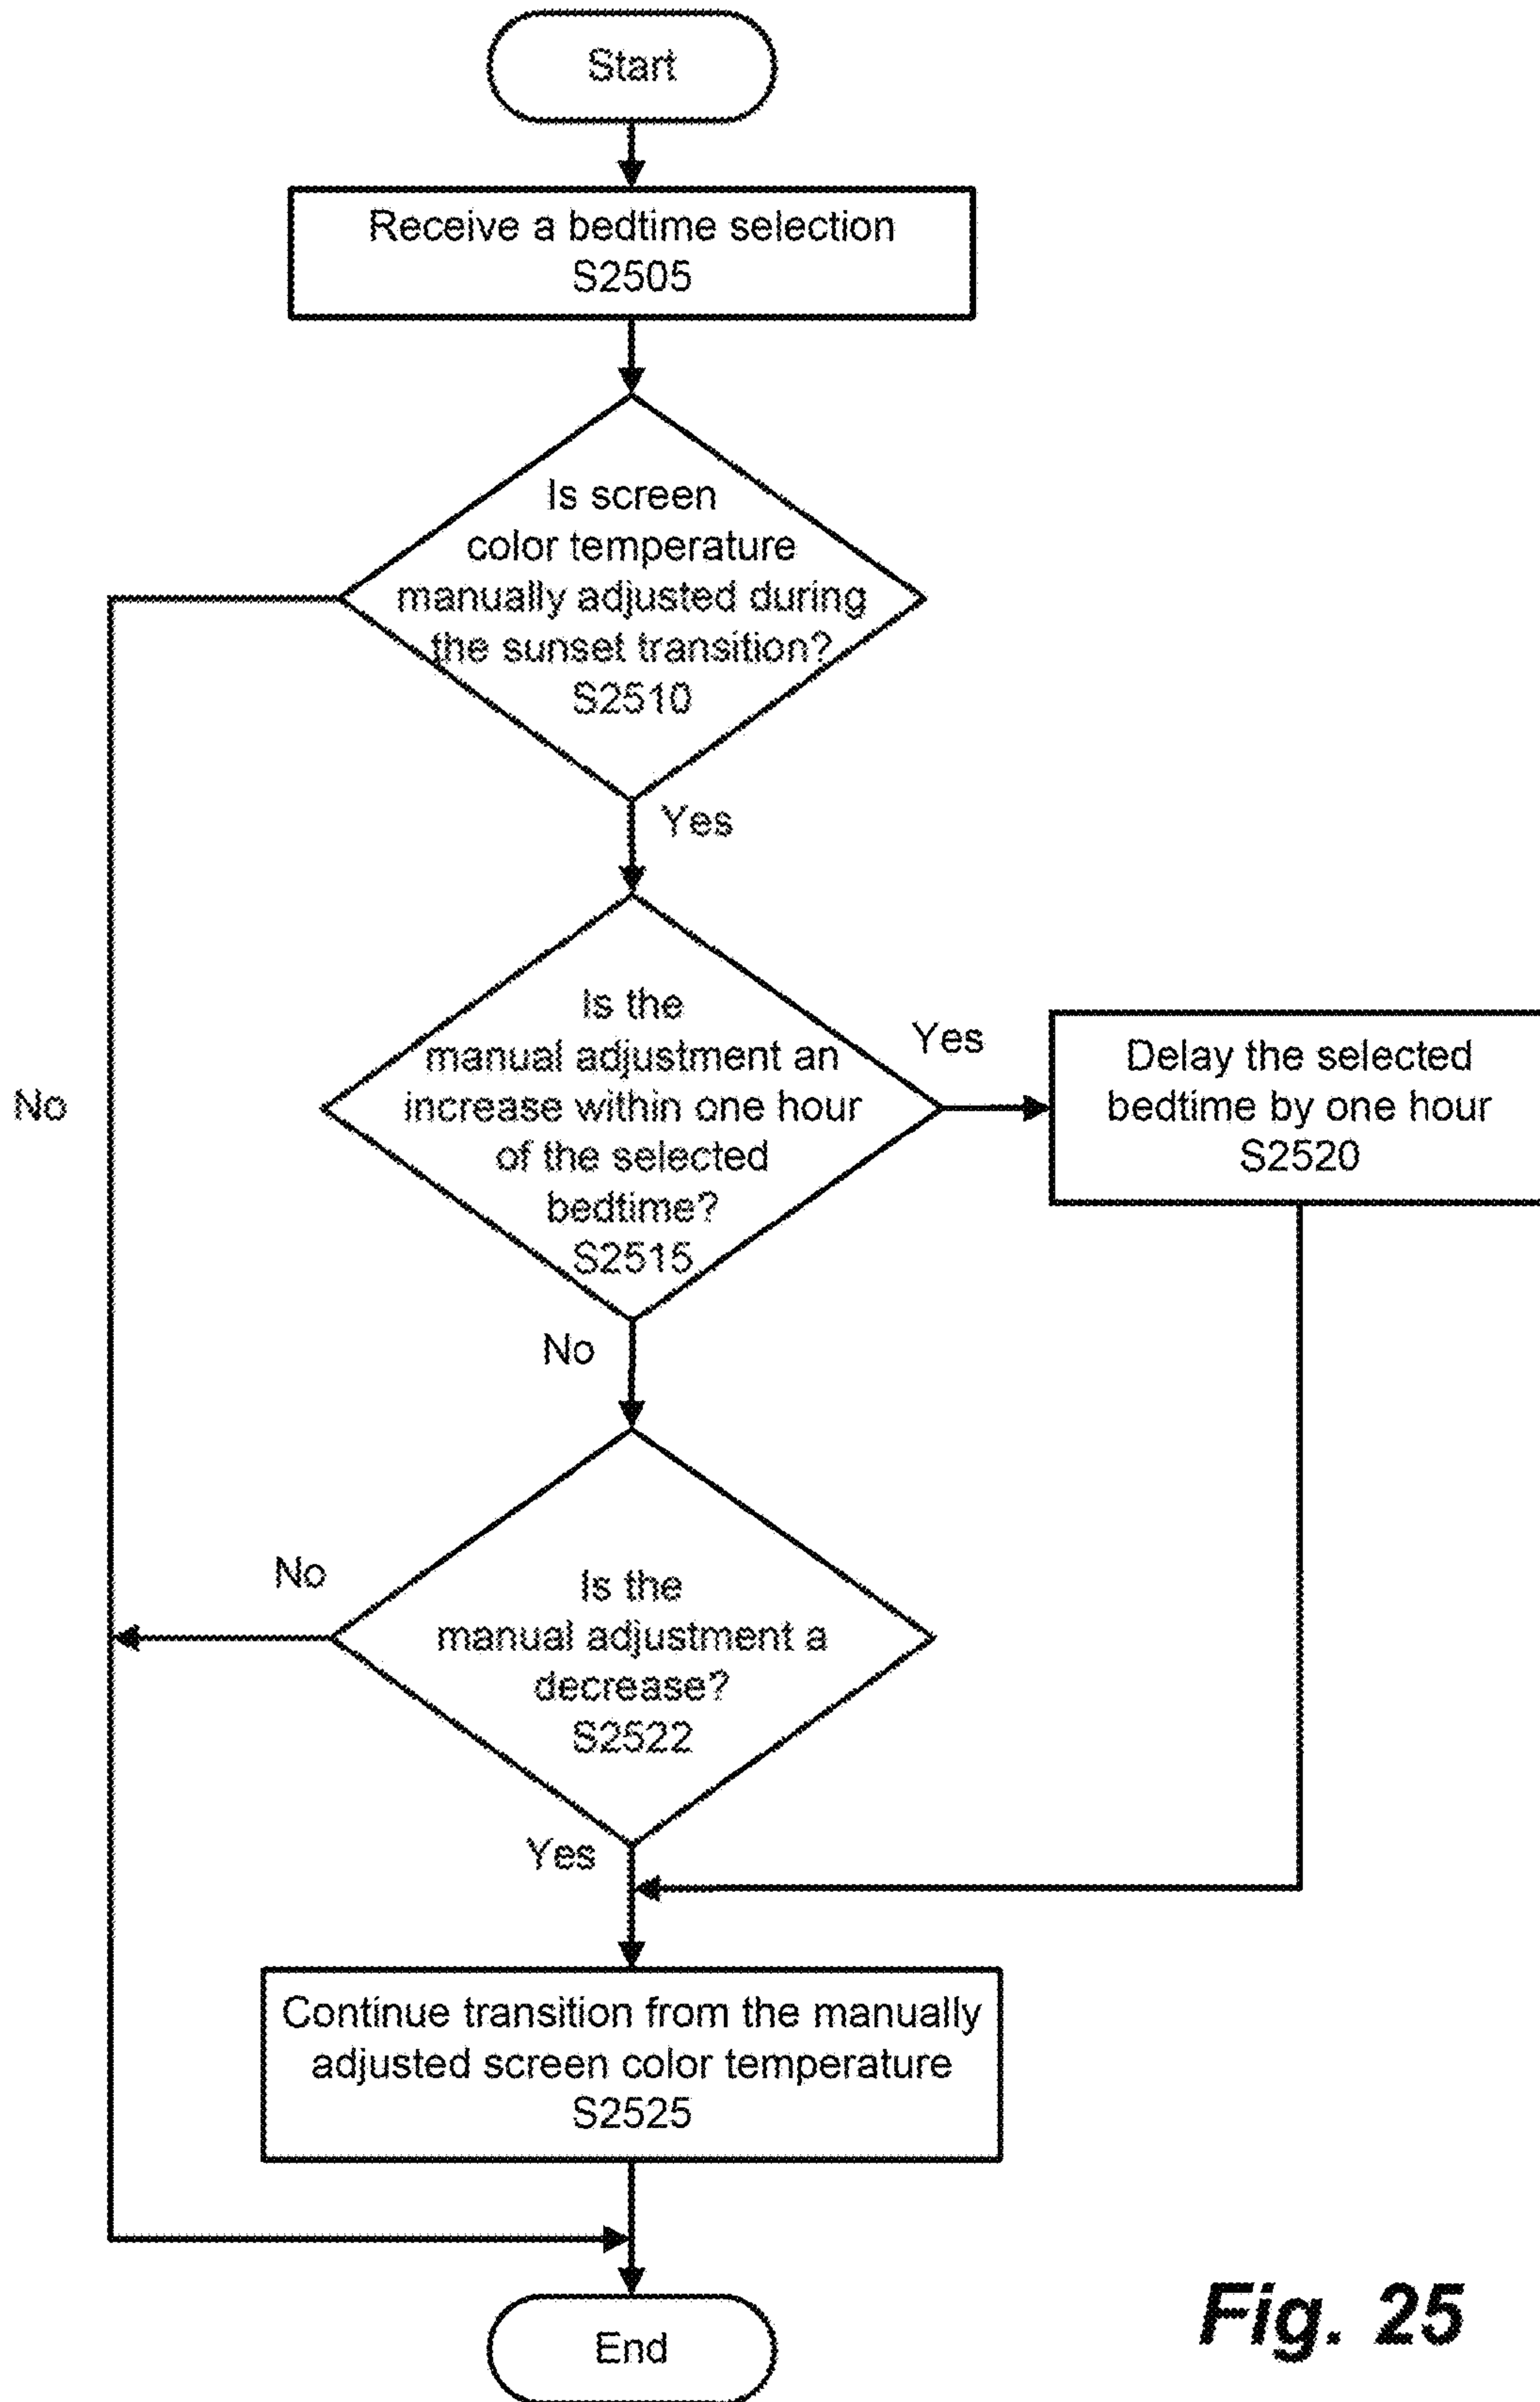 Start
Receive a bedtime selection
S2505
Is screen
color temperature
manually adjusted during
the sunset transition?
S2510
Yes
No
Is the
manual adjustment an
increase within one hour
of the selected
bedtime?
S2515
Yes
Delay the selected
bedtime by one hour
S2520
No
Is the
manual adjustment a
decrease?
S2522
No
Yes
Continue transition from the manually
adjusted screen color temperature
S2525
End
Fig. 25